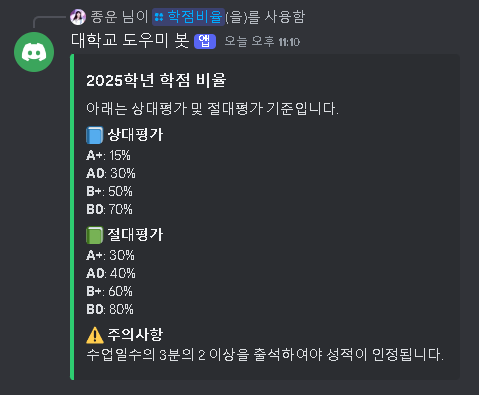 종운 님이 학점비율(을)를 사용함
대학교 도우미 봇 앱 오늘 오후 11:10
2025학년 학점 비율
아래는 상대평가 및 절대평가 기준입니다.
상대평가
A+: 15%
A0: 30%
B+: 50%
B0: 70%
절대평가
A+: 30%
A0: 40%
B+: 60%
B0: 80%
주의사항
수업일수의 3분의 2 이상을 출석하여야 성적이 인정됩니다.